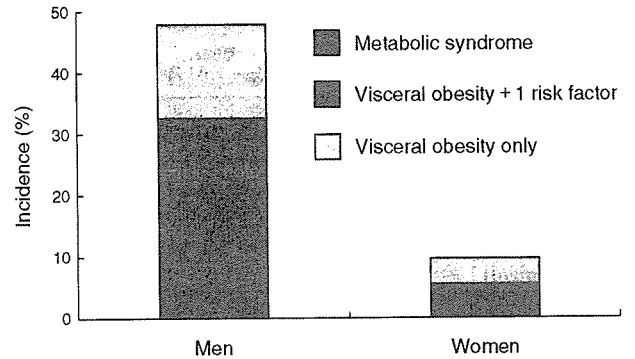 50
40
30
20
10
0
Incidence (%)
Metabolic syndrome
Visceral obesity + 1 risk factor
Visceral obesity only
Men
Women